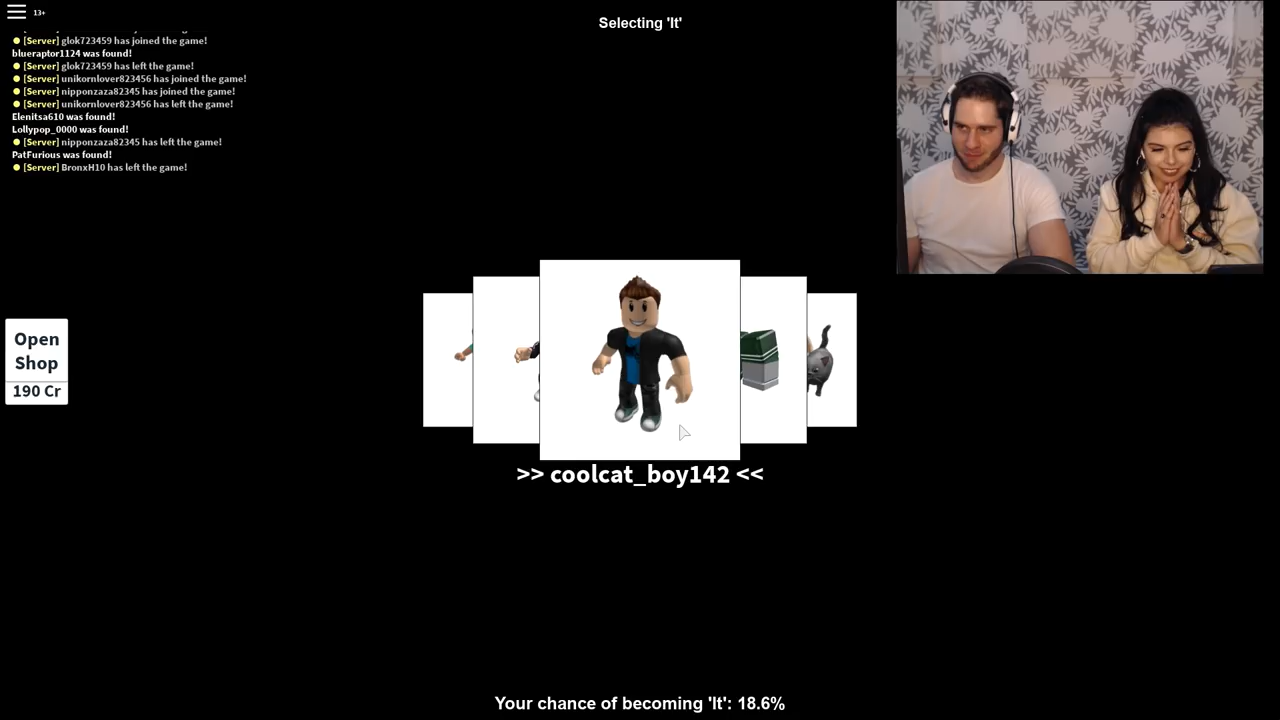 13+
Selecting 'It'
[Server] glok723459 has joined the game!
blueraptor1124 was found!
[Server] glok723459 has left the game!
[Server] unikornlover823456 has joined the game!
[Server] nipponzaza82345 has joined the game!
[Server] unikornlover823456 has left the game!
Elenitsa610 was found!
Lollypop_0000 was found!
[Server] nipponzaza82345 has left the game!
PatFurious was found!
[Server] BronxH10 has left the game!
Open
Shop
190 Cr
>> coolcat_boy142 <<
Your chance of becoming 'It': 18.6%